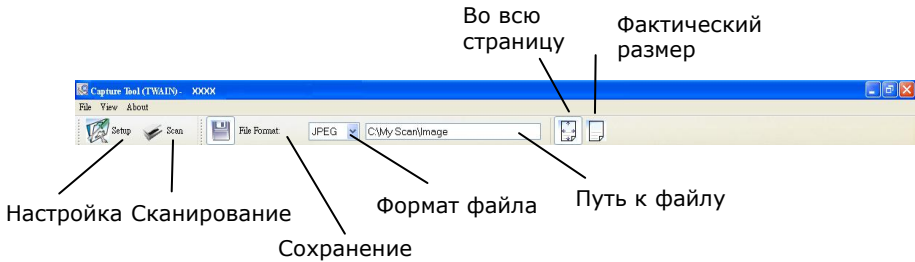 Во всю
страницу
Фактический
размер
Capture Tool (TWAIN) - XXXX
File View About
Setup Scan File Format: JPEG C:\My Scan\Image
Настройка Сканирование
Формат файла
Путь к файлу
Сохранение